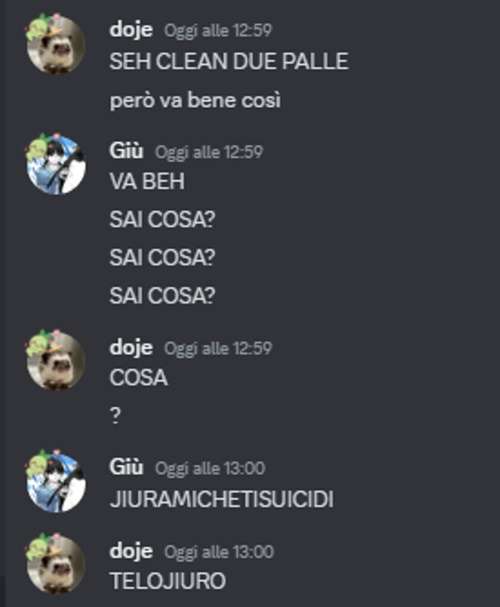 doje Oggi alle 12:59
SEH CLEAN DUE PALLE
però va bene così
Giù Oggi alle 12:59
VA BEH
SAI COSA?
SAI COSA?
SAI COSA?
doje Oggi alle 12:59
COSA
?
Giù Oggi alle 13:00
JIURAMICHETISUICIDI
doje Oggi alle 13:00
TELOJIURO